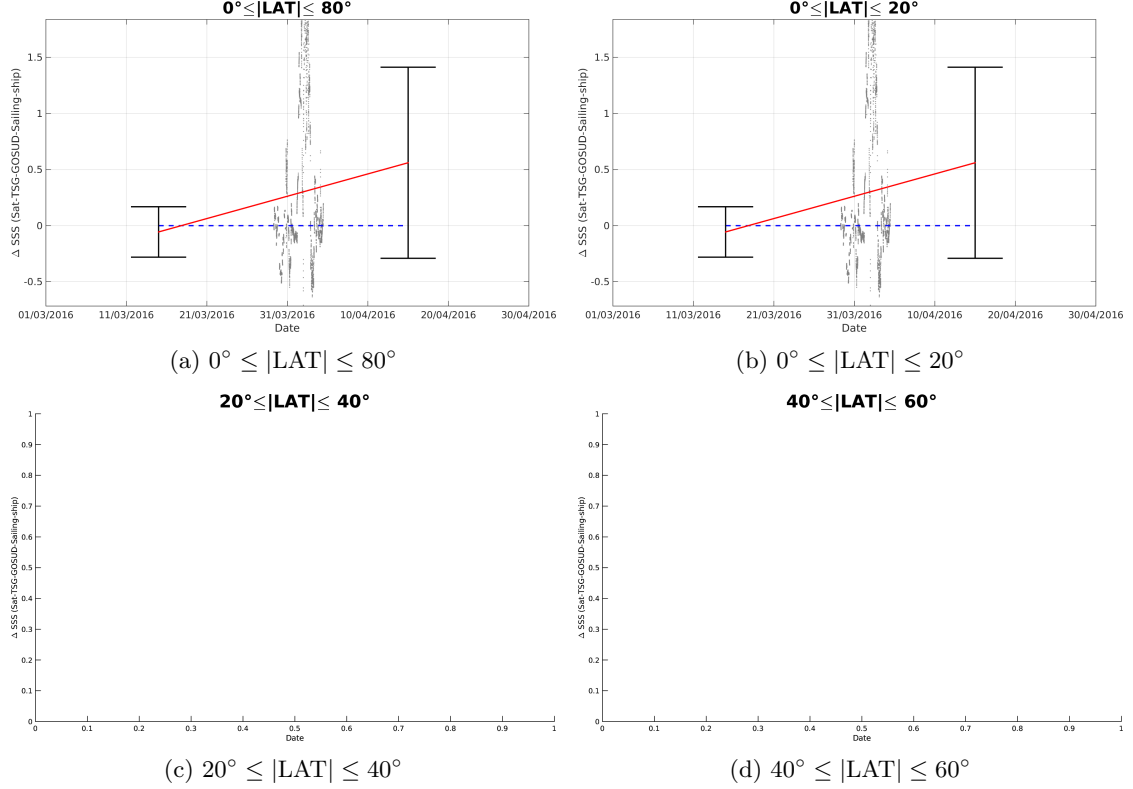 0°≤|LAT|≤ 80°
Δ SSS (Sat-TSG-GOSUD-Sailing-ship)
1.5
1
0.5
0
-0.5
01/03/2016 11/03/2016 21/03/2016 31/03/2016 10/04/2016 20/04/2016 30/04/2016
Date
(a) 0° ≤ |LAT| ≤ 80°
0°≤|LAT|≤ 20°
Δ SSS (Sat-TSG-GOSUD-Sailing-ship)
1.5
1
0.5
0
-0.5
01/03/2016 11/03/2016 21/03/2016 31/03/2016 10/04/2016 20/04/2016 30/04/2016
Date
(b) 0° ≤ |LAT| ≤ 20°
20°≤|LAT|≤ 40°
Δ SSS (Sat-TSG-GOSUD-Sailing-ship)
1
0.9
0.8
0.7
0.6
0.5
0.4
0.3
0.2
0.1
0
0 0.1 0.2 0.3 0.4 0.5 0.6 0.7 0.8 0.9 1
Date
(c) 20° ≤ |LAT| ≤ 40°
40°≤|LAT|≤ 60°
Δ SSS (Sat-TSG-GOSUD-Sailing-ship)
1
0.9
0.8
0.7
0.6
0.5
0.4
0.3
0.2
0.1
0
0 0.1 0.2 0.3 0.4 0.5 0.6 0.7 0.8 0.9 1
Date
(d) 40° ≤ |LAT| ≤ 60°